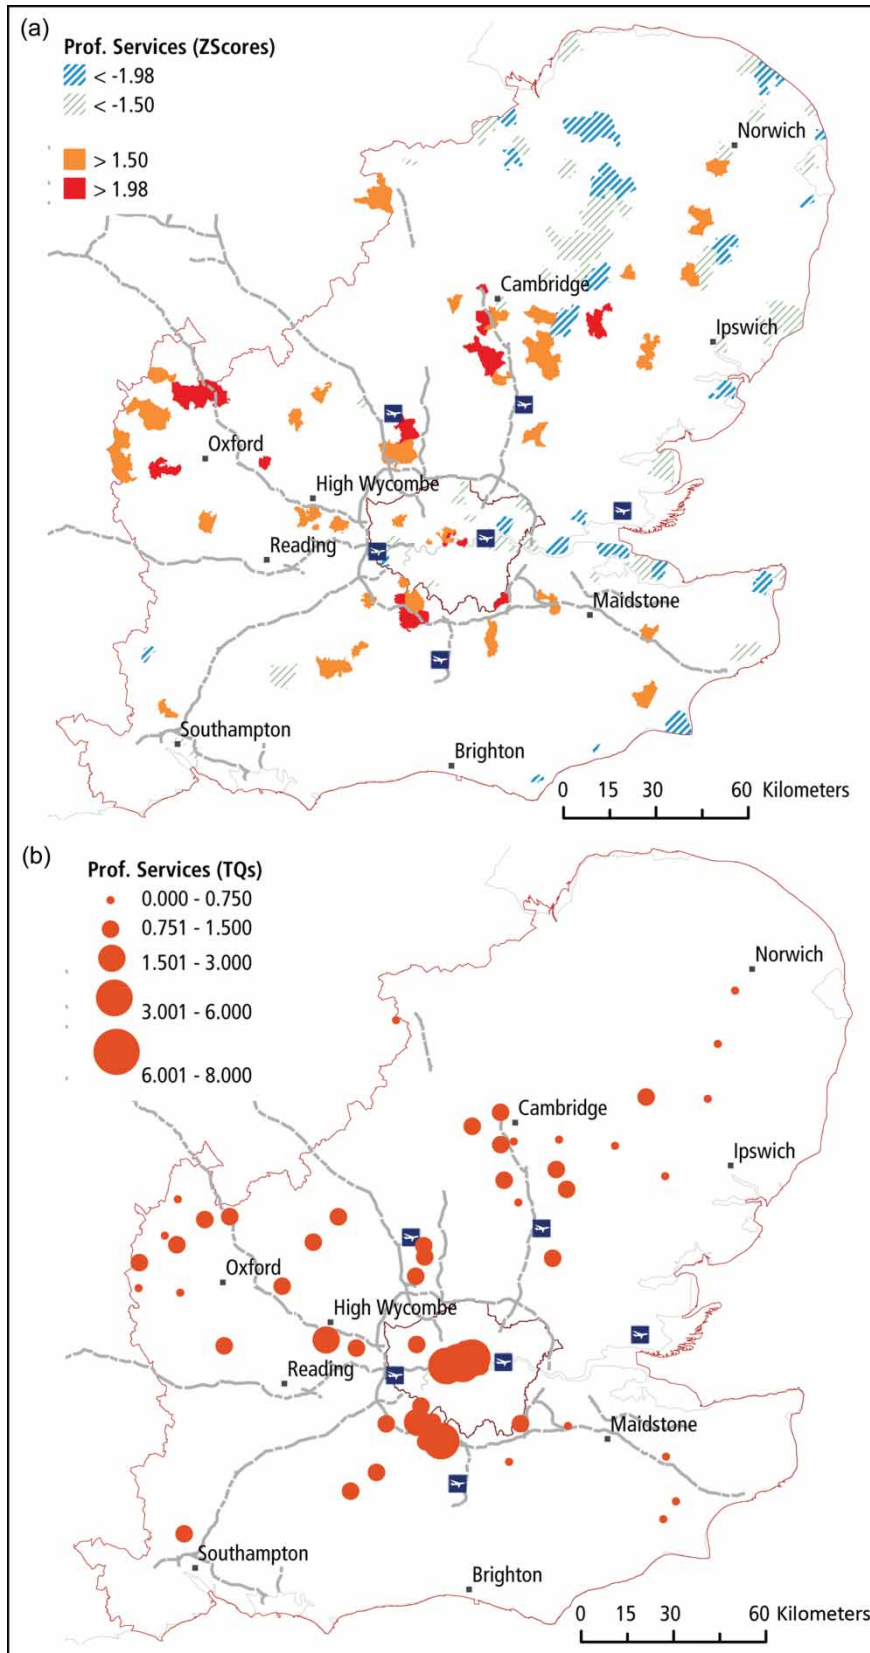 (a)
Prof. Services (ZScores)
< -1.98
< -1.50
> 1.50
> 1.98
Norwich
Cambridge
Ipswich
Oxford
High Wycombe
Reading
Maidstone
Southampton
Brighton
0 15 30 60 Kilometers
(b)
Prof. Services (TQs)
0.000 - 0.750
0.751 - 1.500
1.501 - 3.000
3.001 - 6.000
6.001 - 8.000
Norwich
Cambridge
Ipswich
Oxford
High Wycombe
Reading
Maidstone
Southampton
Brighton
0 15 30 60 Kilometers